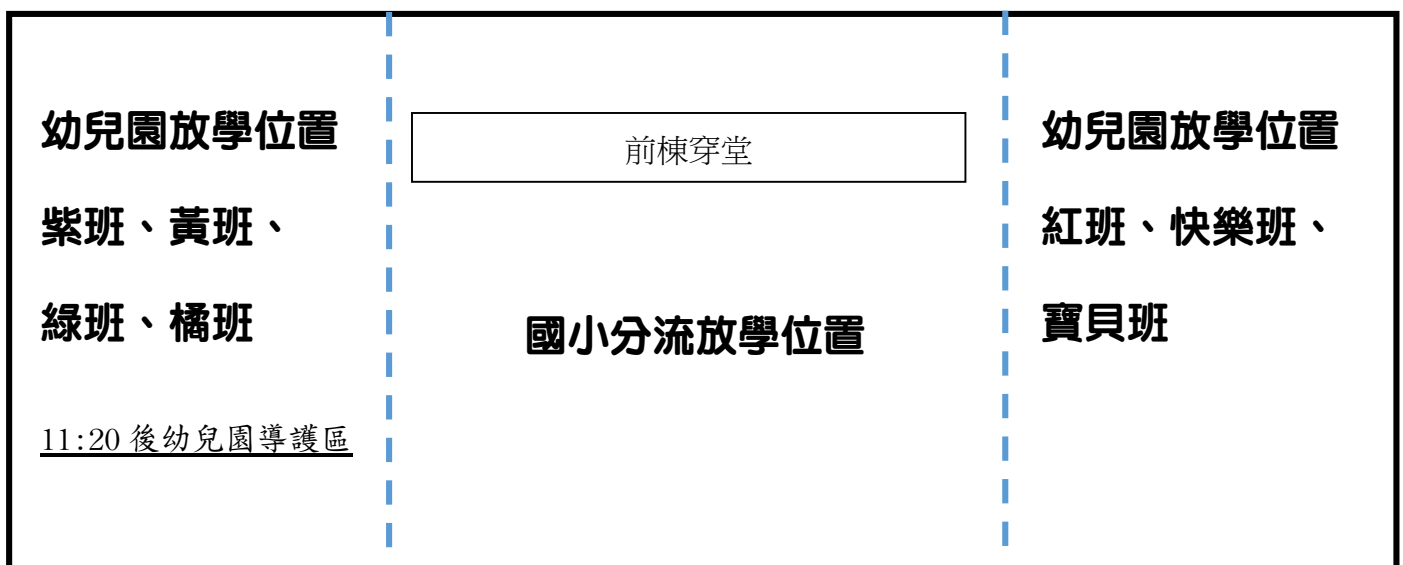 幼兒園放學位置
紫班、黃班、
綠班、橘班
11:20 後幼兒園導護區
前棟穿堂
國小分流放學位置
幼兒園放學位置
紅班、快樂班、
寶貝班